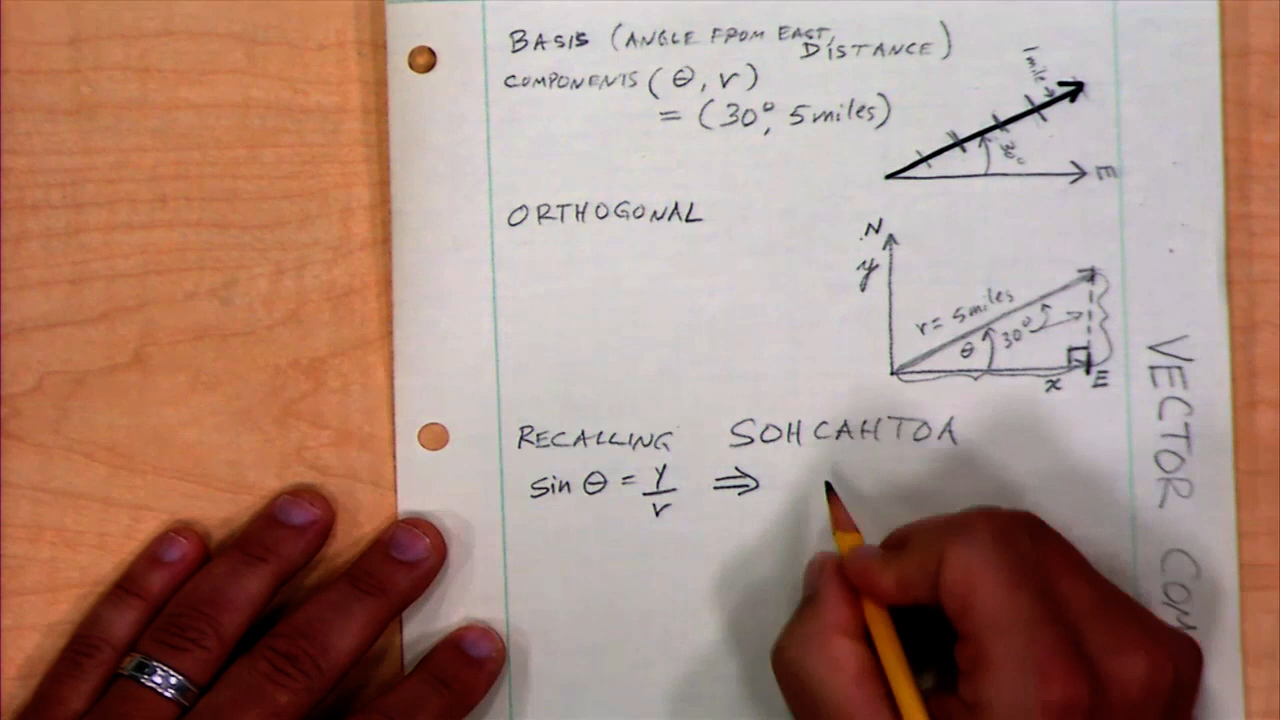 BASIS (ANGLE FROM EAST, DISTANCE)
COMPONENTS (θ, r)
= (30°, 5 miles)
1 mile
30°
E
ORTHOGONAL
N
y
r = 5 miles
θ 30°
x E
RECALLING SOHCAHTOA
sin θ = y/r ⇒
VECTOR COM